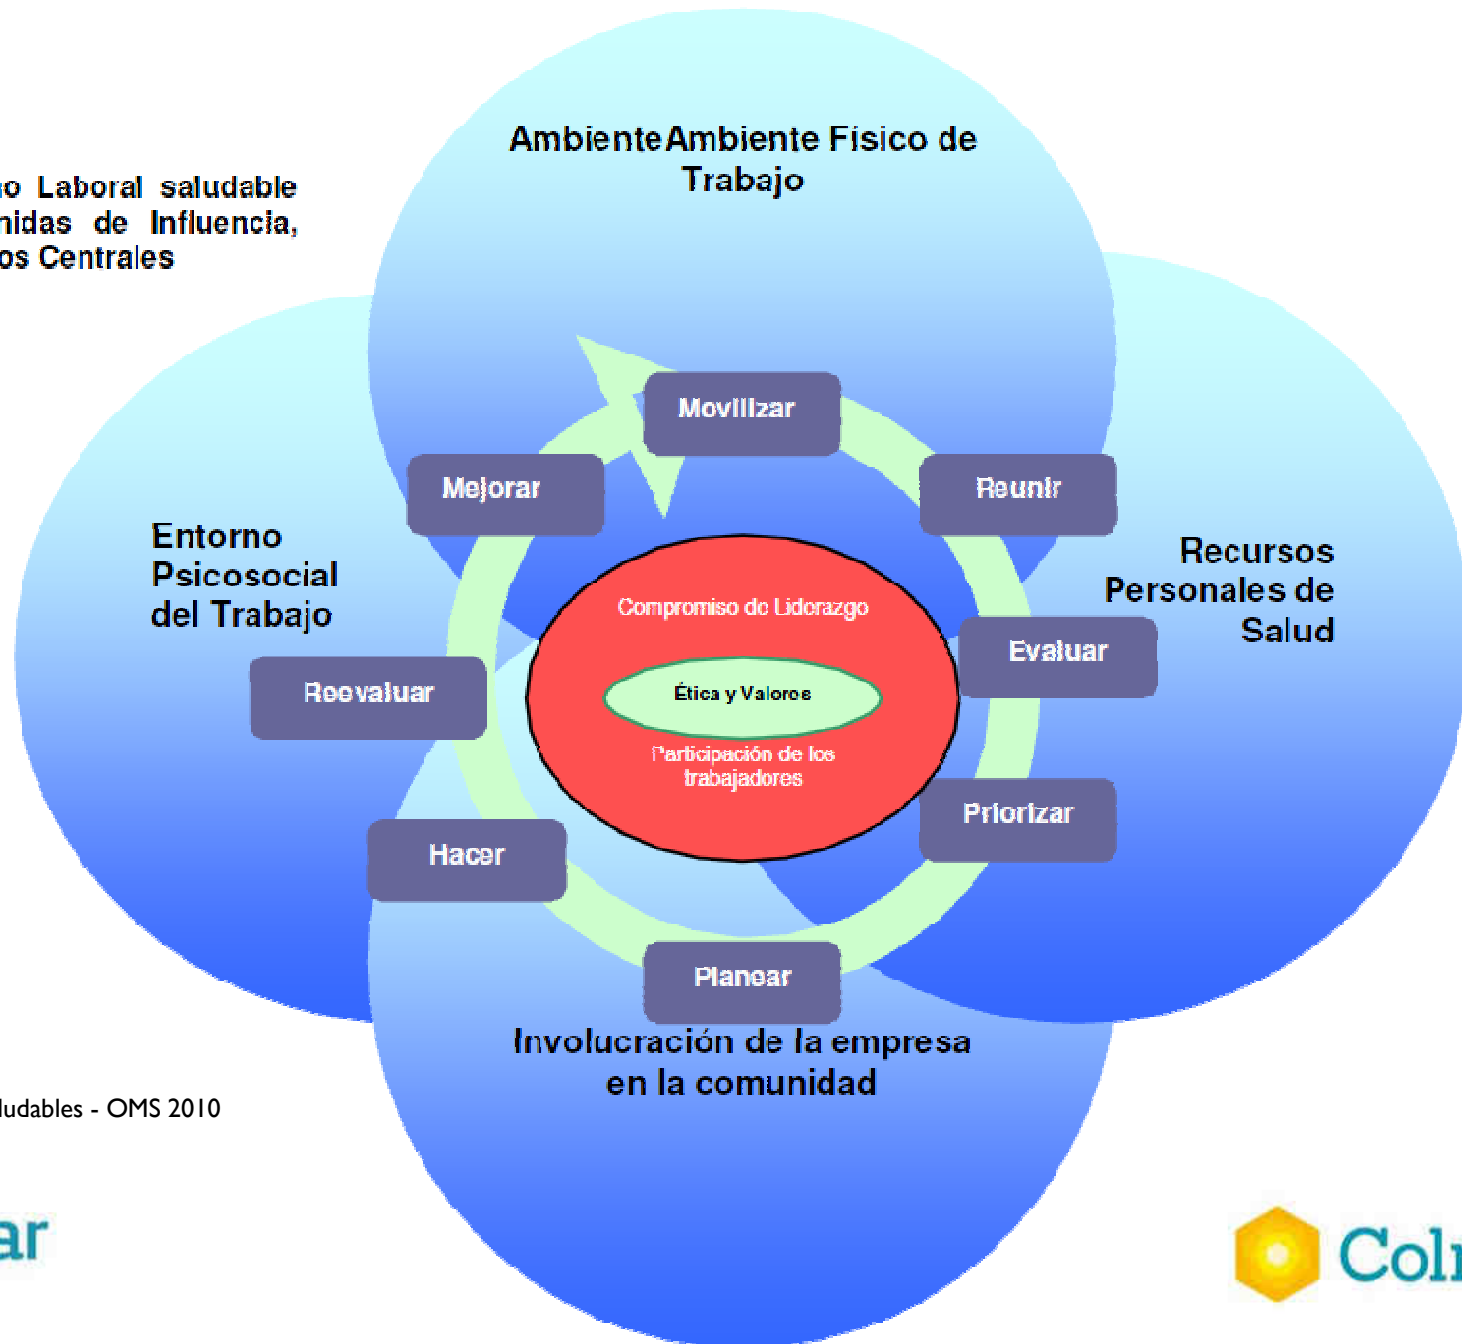 AmbienteAmbiente Físico de
Trabajo
no Laboral saludable
nidas de Influencia,
os Centrales
Movilizar
Mejorar
Reunir
Entorno
Psicosocial
del Trabajo
Recursos
Personales de
Salud
Compromiso de Liderazgo
Evaluar
Reevaluar
Ética y Valores
Participación de los
trabajadores
Priorizar
Hacer
Planear
Involucración de la empresa
en la comunidad
ludables - OMS 2010
ar
Col